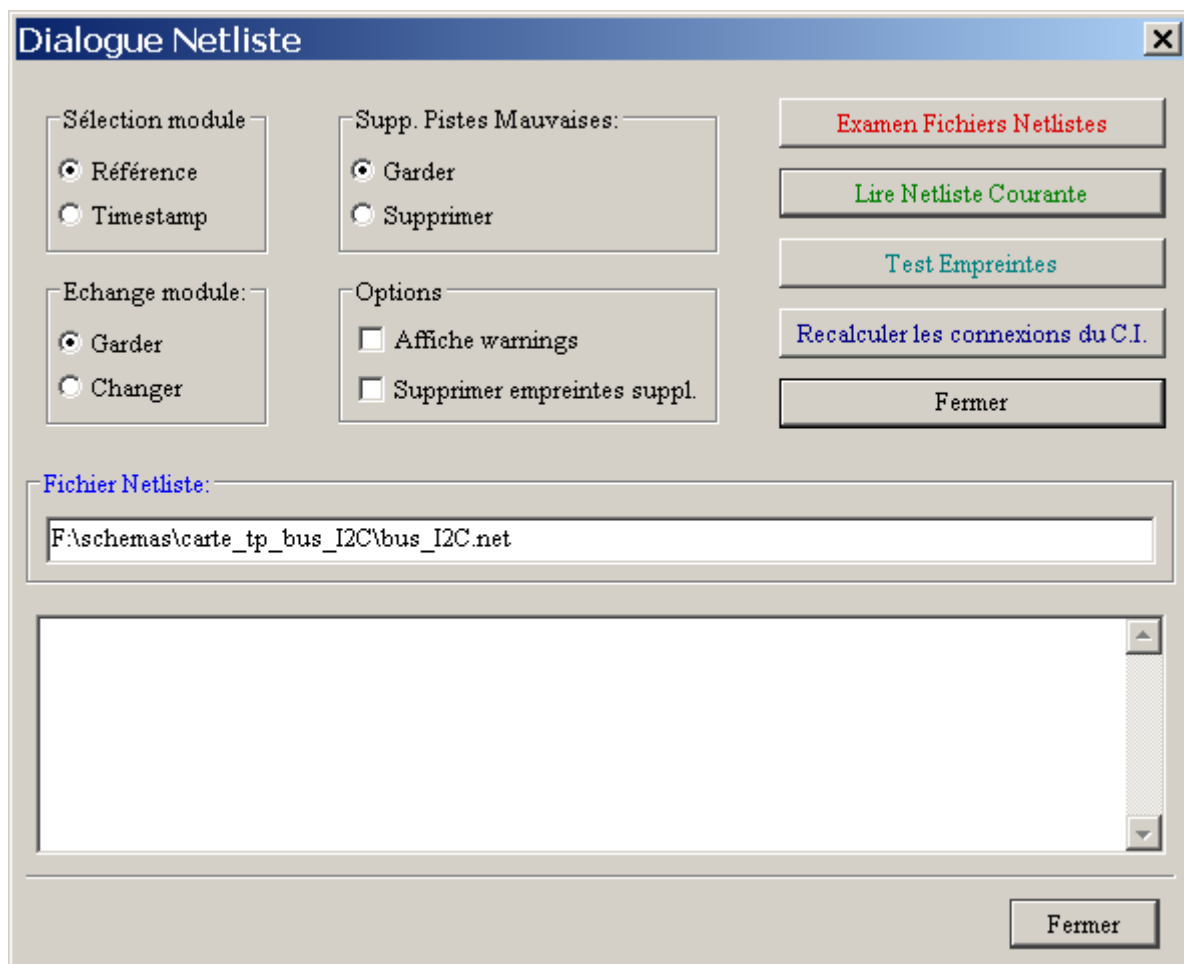 Dialogue Netliste
Sélection module
Référence
Timestamp
Supp. Pistes Mauvaises:
Garder
Supprimer
Examen Fichiers Netlistes
Lire Netliste Courante
Test Empreintes
Recalculer les connexions du C.I.
Fermer
Echange module:
Garder
Changer
Options
Affiche warnings
Supprimer empreintes suppl.
Fichier Netliste:
F:\schemas\carte_tp_bus_I2C\bus_I2C.net
Fermer